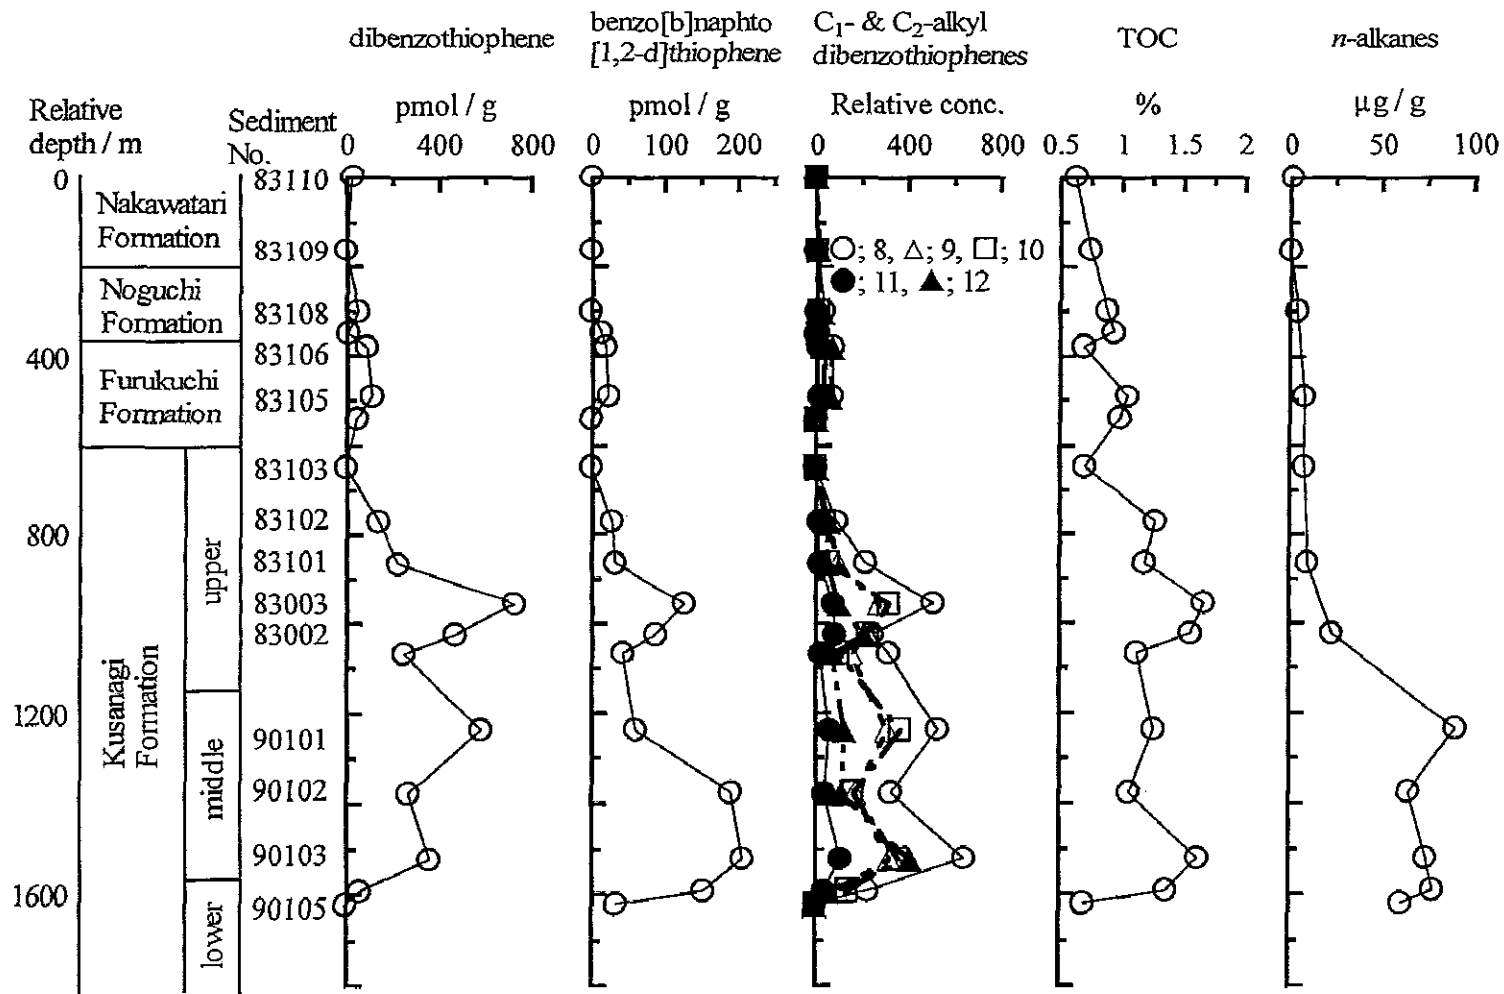 dibenzothiophene
benzo[b]naphto
[1,2-d]thiophene
C₁- & C₂-alkyl
dibenzothiophenes
TOC
n-alkanes
Relative
depth / m
Sediment
No.
pmol / g
pmol / g
Relative conc.
%
µg / g
0 400 800
0 100 200
0 400 800
0.5 1 1.5 2
0 50 100
0
400
800
1200
1600
Nakawatari
Formation
Noguchi
Formation
Furukuchi
Formation
Kusanagi
Formation
upper
middle
lower
83110
83109
83108
83106
83105
83103
83102
83101
83003
83002
90101
90102
90103
90105
○; 8, △; 9, □; 10
●; 11, ▲; 12